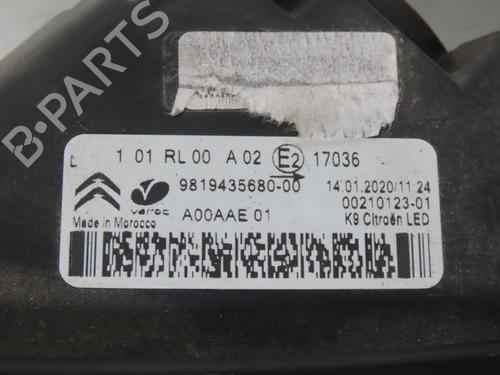 B-PARTS
1 01 RL 00 A 02 E2 17036
9819435680-00 14.01.2020/11:24
varroc A00AAE 01 00210123-01
Made in Morocco K9 Citroën LED